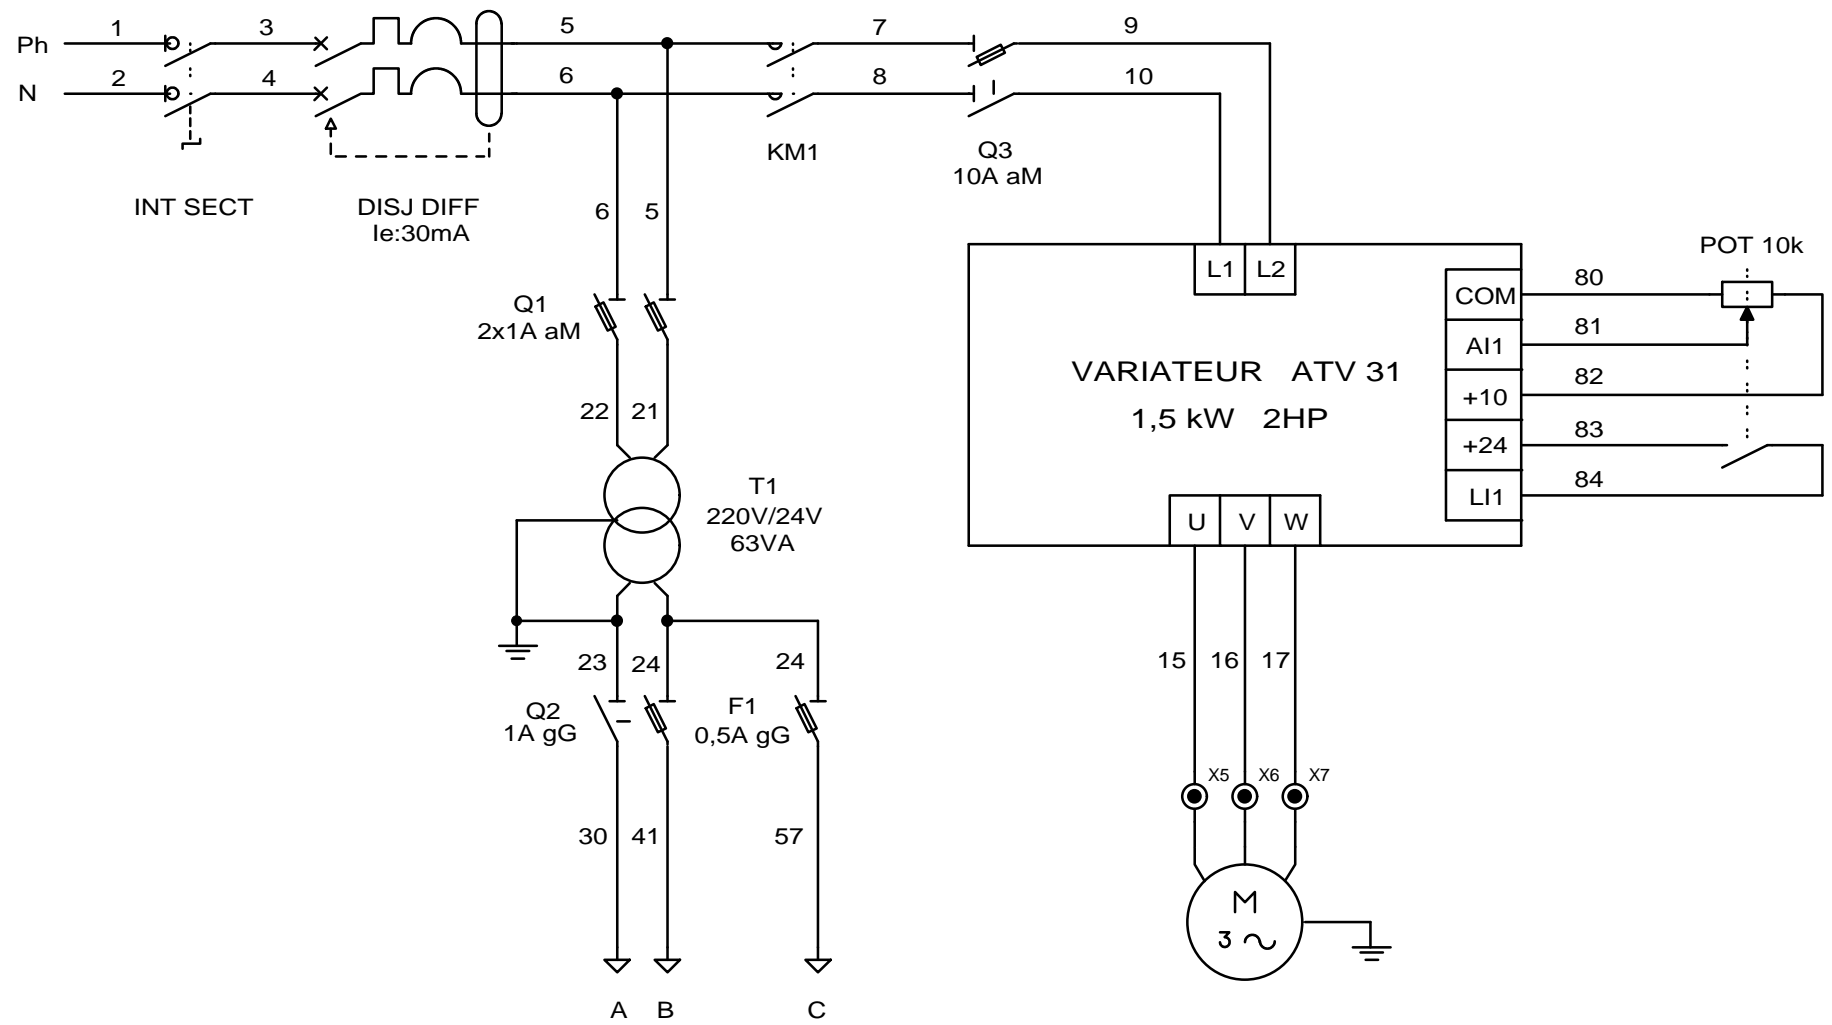 1 3 5 7 9
Ph
2 4 6 8 10
N
KM1
Q3
10A aM
INT SECT
DISJ DIFF
Ie:30mA
6 5
POT 10k
L1 L2
COM 80
AI1 81
+10 82
+24 83
LI1 84
Q1
2x1A aM
VARIATEUR ATV 31
1,5 kW 2HP
22 21
T1
220V/24V
63VA
U V W
23 24 24
15 16 17
Q2
1A gG
F1
0,5A gG
X5 X6 X7
30 41 57
M
3 ~
A B C